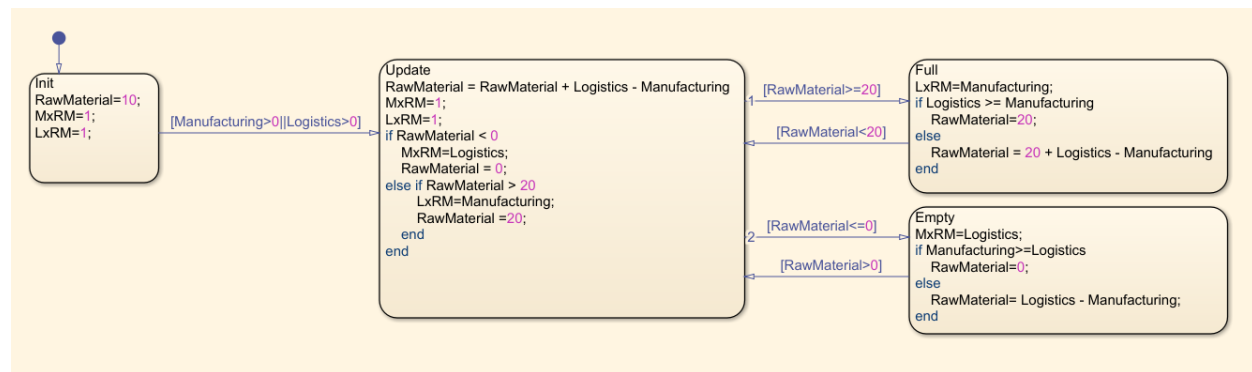 Init
RawMaterial=10;
MxRM=1;
LxRM=1;
[Manufacturing>0||Logistics>0]
Update
RawMaterial = RawMaterial + Logistics - Manufacturing
MxRM=1;
LxRM=1;
if RawMaterial < 0
MxRM=Logistics;
RawMaterial = 0;
else if RawMaterial > 20
LxRM=Manufacturing;
RawMaterial =20;
end
end
1
[RawMaterial>=20]
[RawMaterial<20]
2
[RawMaterial<=0]
[RawMaterial>0]
Full
LxRM=Manufacturing;
if Logistics >= Manufacturing
RawMaterial=20;
else
RawMaterial = 20 + Logistics - Manufacturing
end
Empty
MxRM=Logistics;
if Manufacturing>=Logistics
RawMaterial=0;
else
RawMaterial= Logistics - Manufacturing;
end